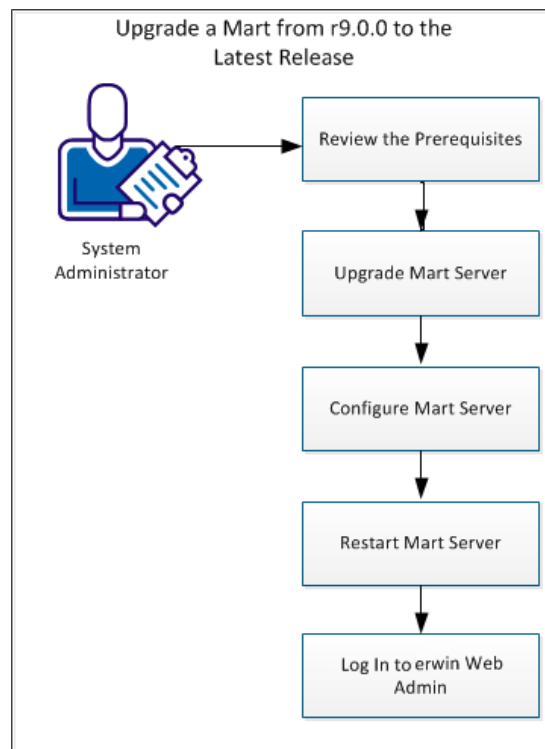 Upgrade a Mart from r9.0.0 to the
Latest Release
System
Administrator
Review the Prerequisites
Upgrade Mart Server
Configure Mart Server
Restart Mart Server
Log In to erwin Web
Admin